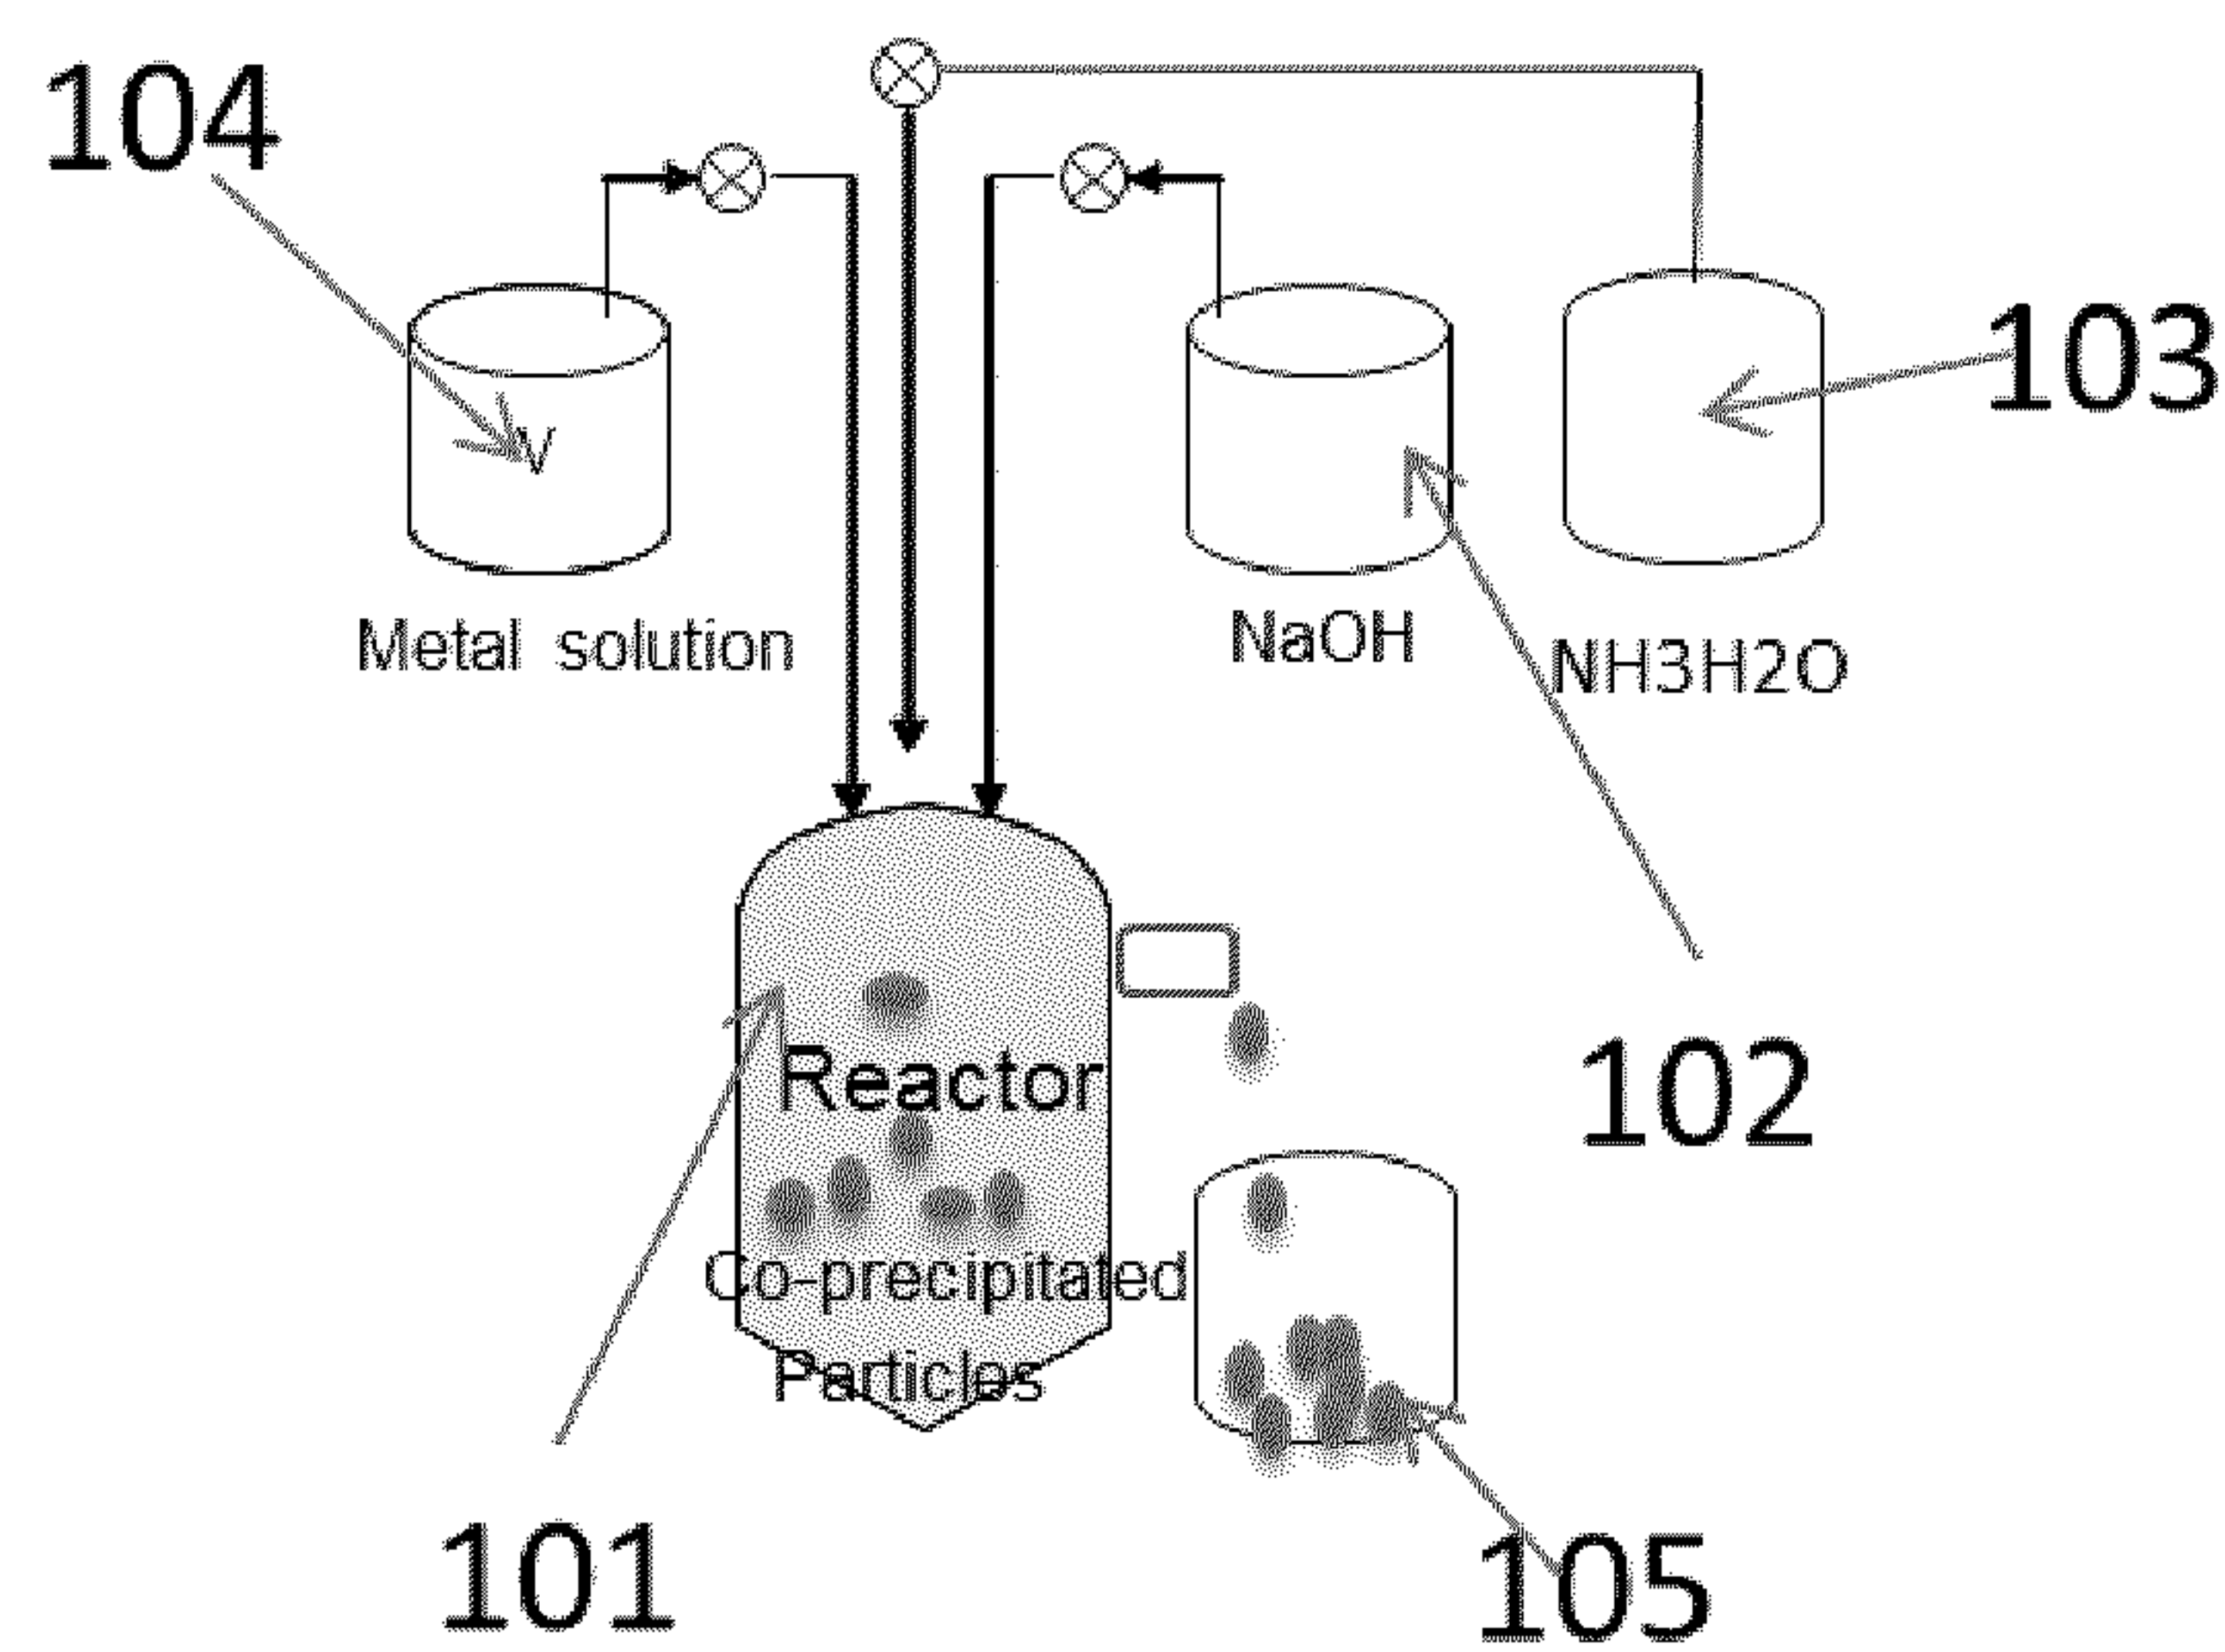 104
103
V
Metal solution
NaOH
NH3H2O
Reactor
102
Co-precipitated
Particles
101
105